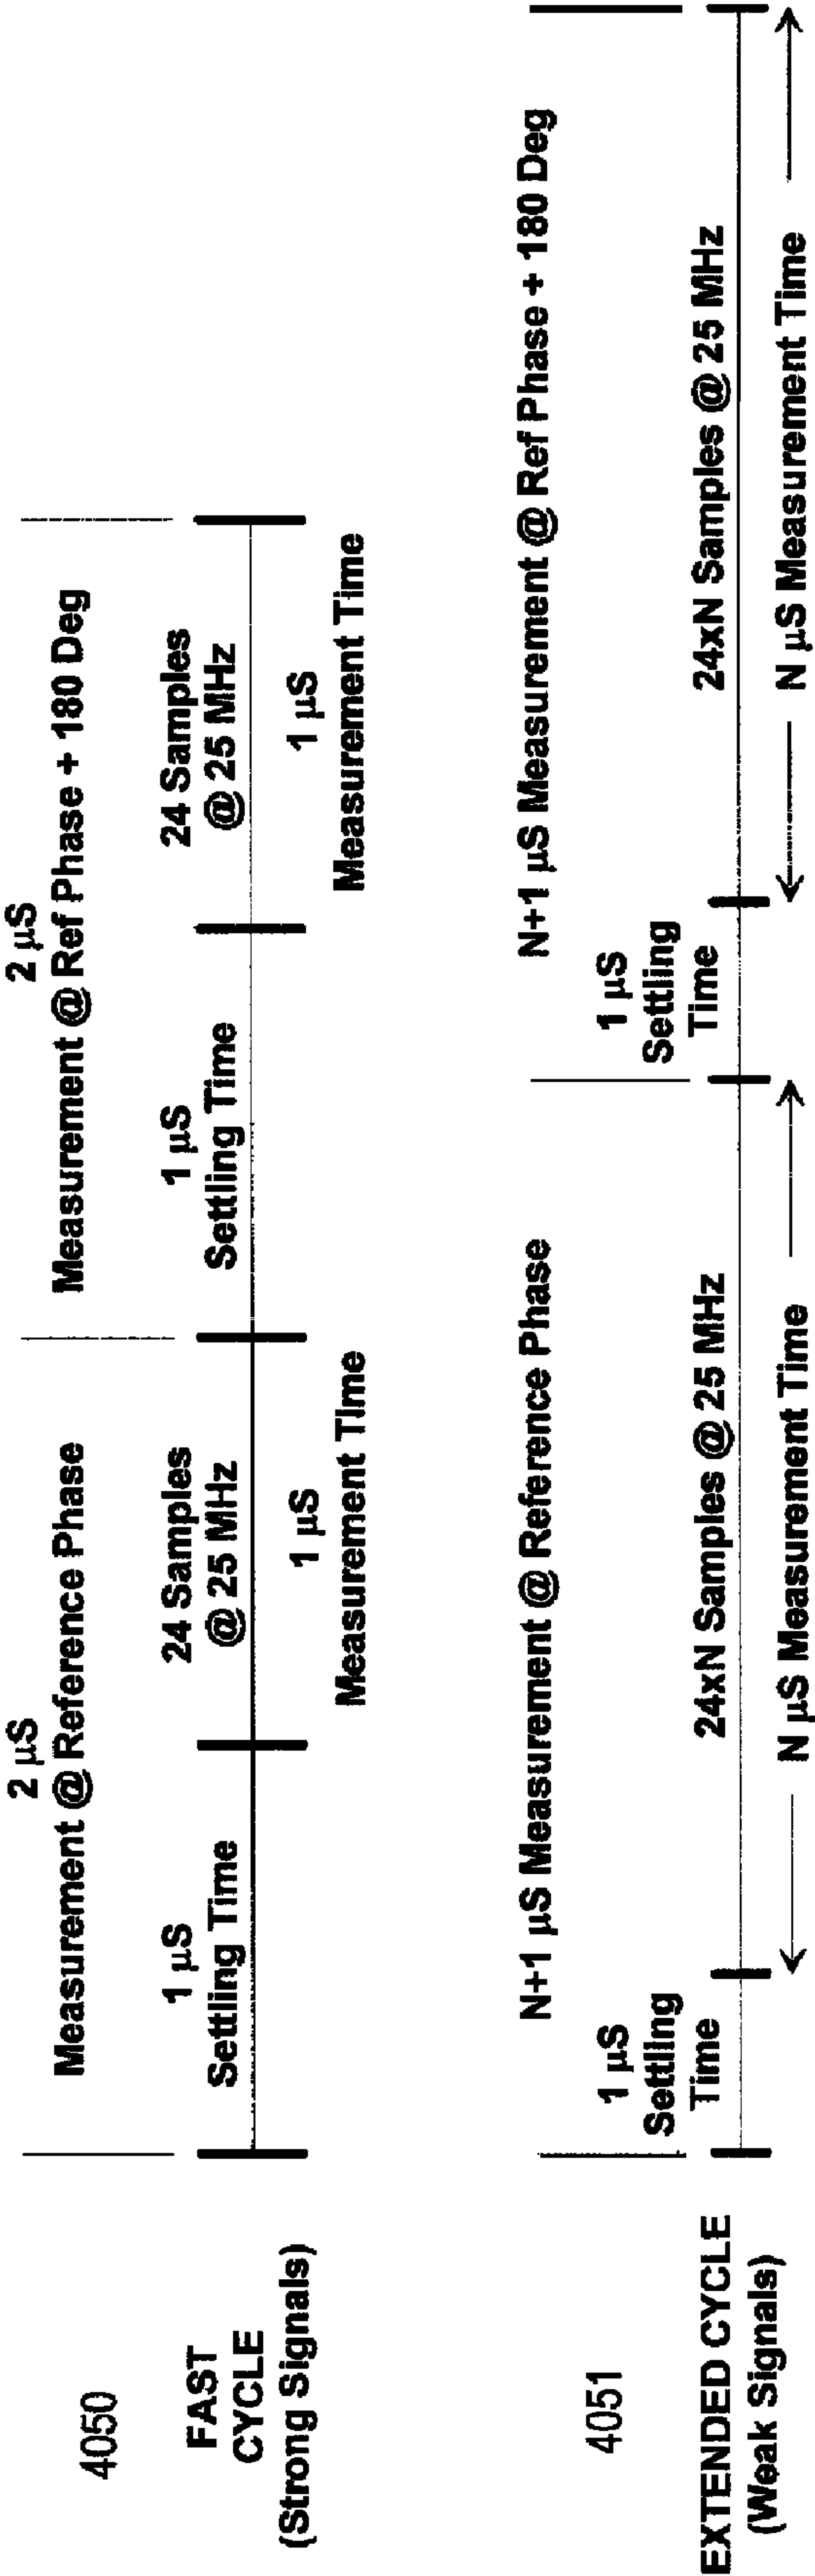 4050
FAST
CYCLE
(Strong Signals)
2 μS
Measurement @ Reference Phase
2 μS
Measurement @ Ref Phase + 180 Deg
1 μS
Settling Time
24 Samples
@ 25 MHz
1 μS
Measurement Time
1 μS
Settling Time
24 Samples
@ 25 MHz
1 μS
Measurement Time
4051
EXTENDED CYCLE
(Weak Signals)
N+1 μS Measurement @ Reference Phase
N+1 μS Measurement @ Ref Phase + 180 Deg
1 μS
Settling
Time
24xN Samples @ 25 MHz
N μS Measurement Time
1 μS
Settling
Time
24xN Samples @ 25 MHz
N μS Measurement Time